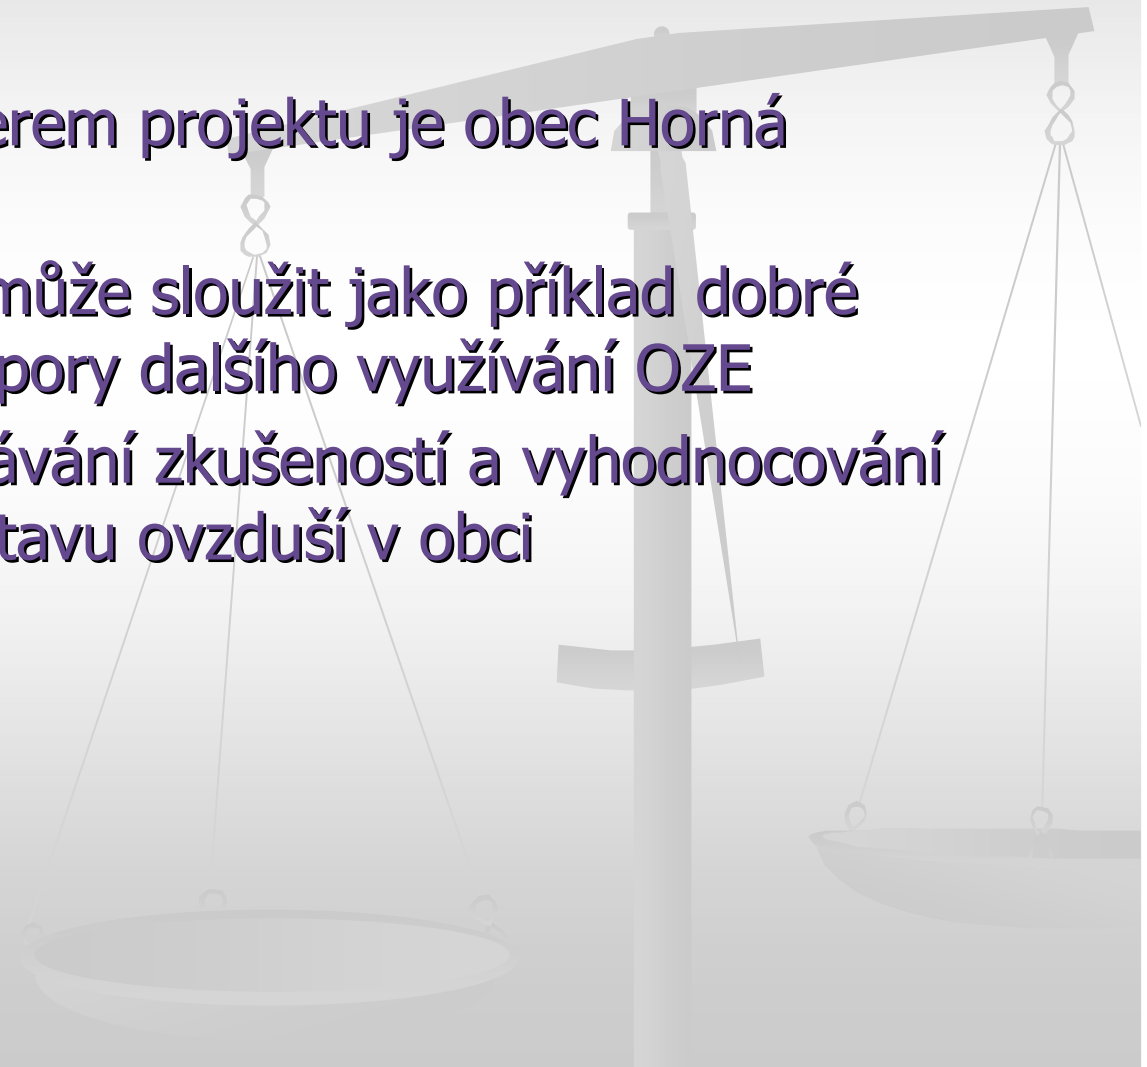 erem projektu je obec Horná
může sloužit jako příklad dobré
pory dalšího využívání OZE
ávání zkušeností a vyhodnocování
tavu ovzduší v obci